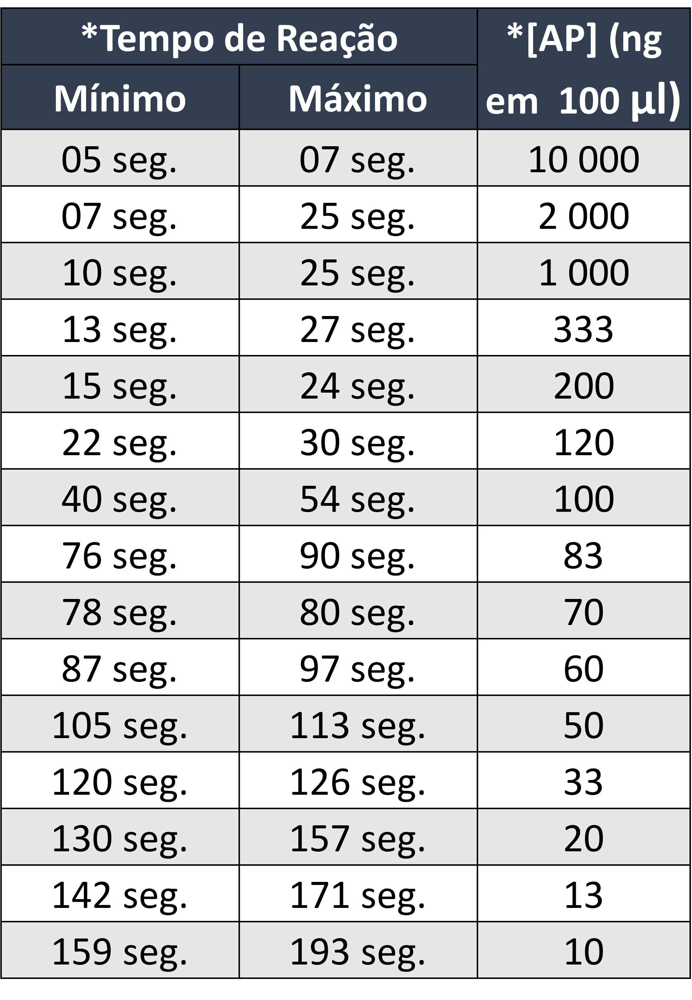 *Tempo de Reação
*[AP] (ng
em 100 µl)
Mínimo Máximo
05 seg. 07 seg. 10 000
07 seg. 25 seg. 2 000
10 seg. 25 seg. 1 000
13 seg. 27 seg. 333
15 seg. 24 seg. 200
22 seg. 30 seg. 120
40 seg. 54 seg. 100
76 seg. 90 seg. 83
78 seg. 80 seg. 70
87 seg. 97 seg. 60
105 seg. 113 seg. 50
120 seg. 126 seg. 33
130 seg. 157 seg. 20
142 seg. 171 seg. 13
159 seg. 193 seg. 10